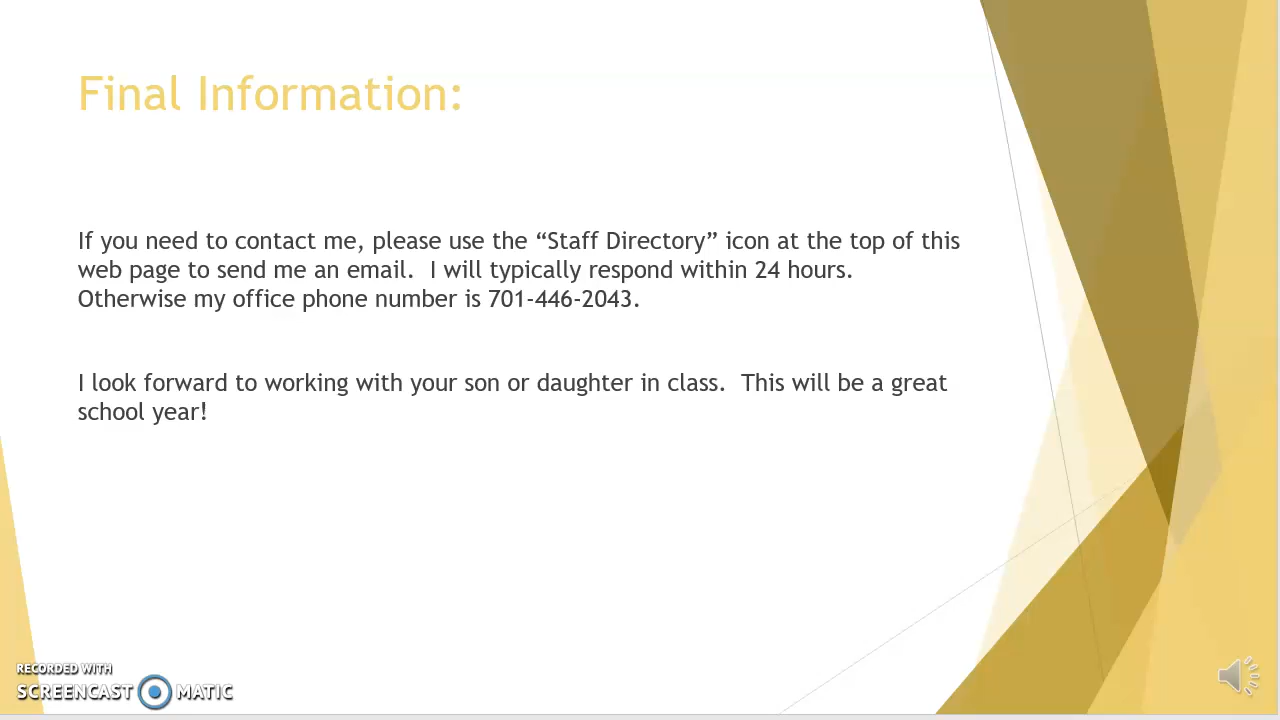 Final Information:
If you need to contact me, please use the “Staff Directory” icon at the top of this
web page to send me an email.  I will typically respond within 24 hours.
Otherwise my office phone number is 701-446-2043.
I look forward to working with your son or daughter in class.  This will be a great
school year!
RECORDED WITH
SCREENCAST MATIC